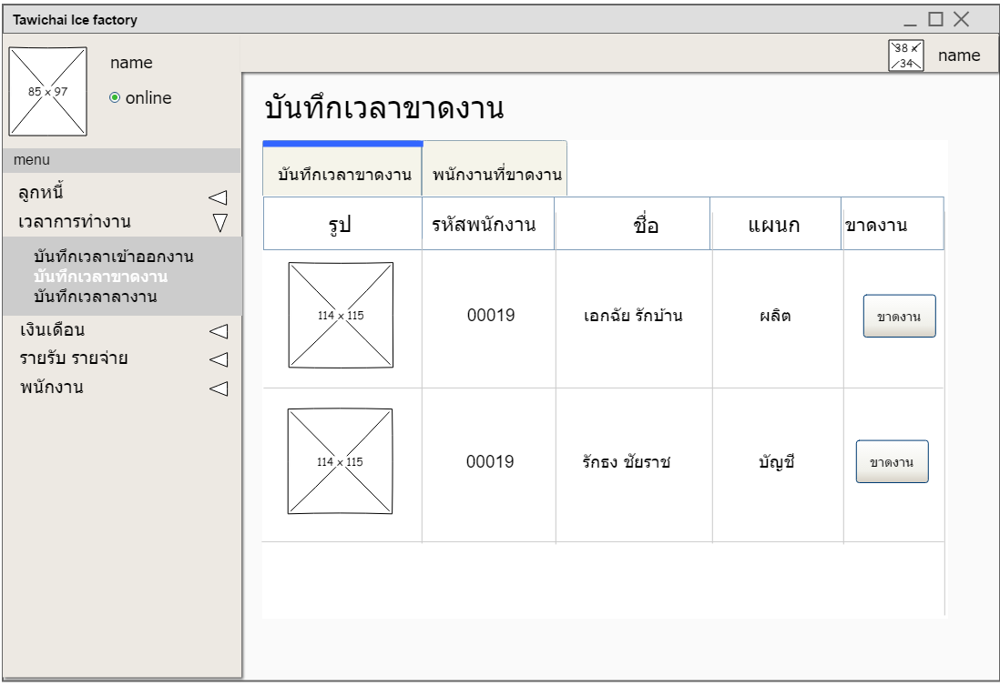 Tawichai Ice factory
38 x 34
name
85 x 97
name
online
menu
ลูกหนี้
เวลาการทำงาน
บันทึกเวลาเข้าออกงาน
บันทึกเวลาขาดงาน
บันทึกเวลาลางาน
เงินเดือน
รายรับ รายจ่าย
พนักงาน
บันทึกเวลาขาดงาน
บันทึกเวลาขาดงาน พนักงานที่ขาดงาน
รูป รหัสพนักงาน ชื่อ แผนก ขาดงาน
114 x 115 00019 เอกฉัย รักบ้าน ผลิต ขาดงาน
114 x 115 00019 รักธง ชัยราช บัญชี ขาดงาน